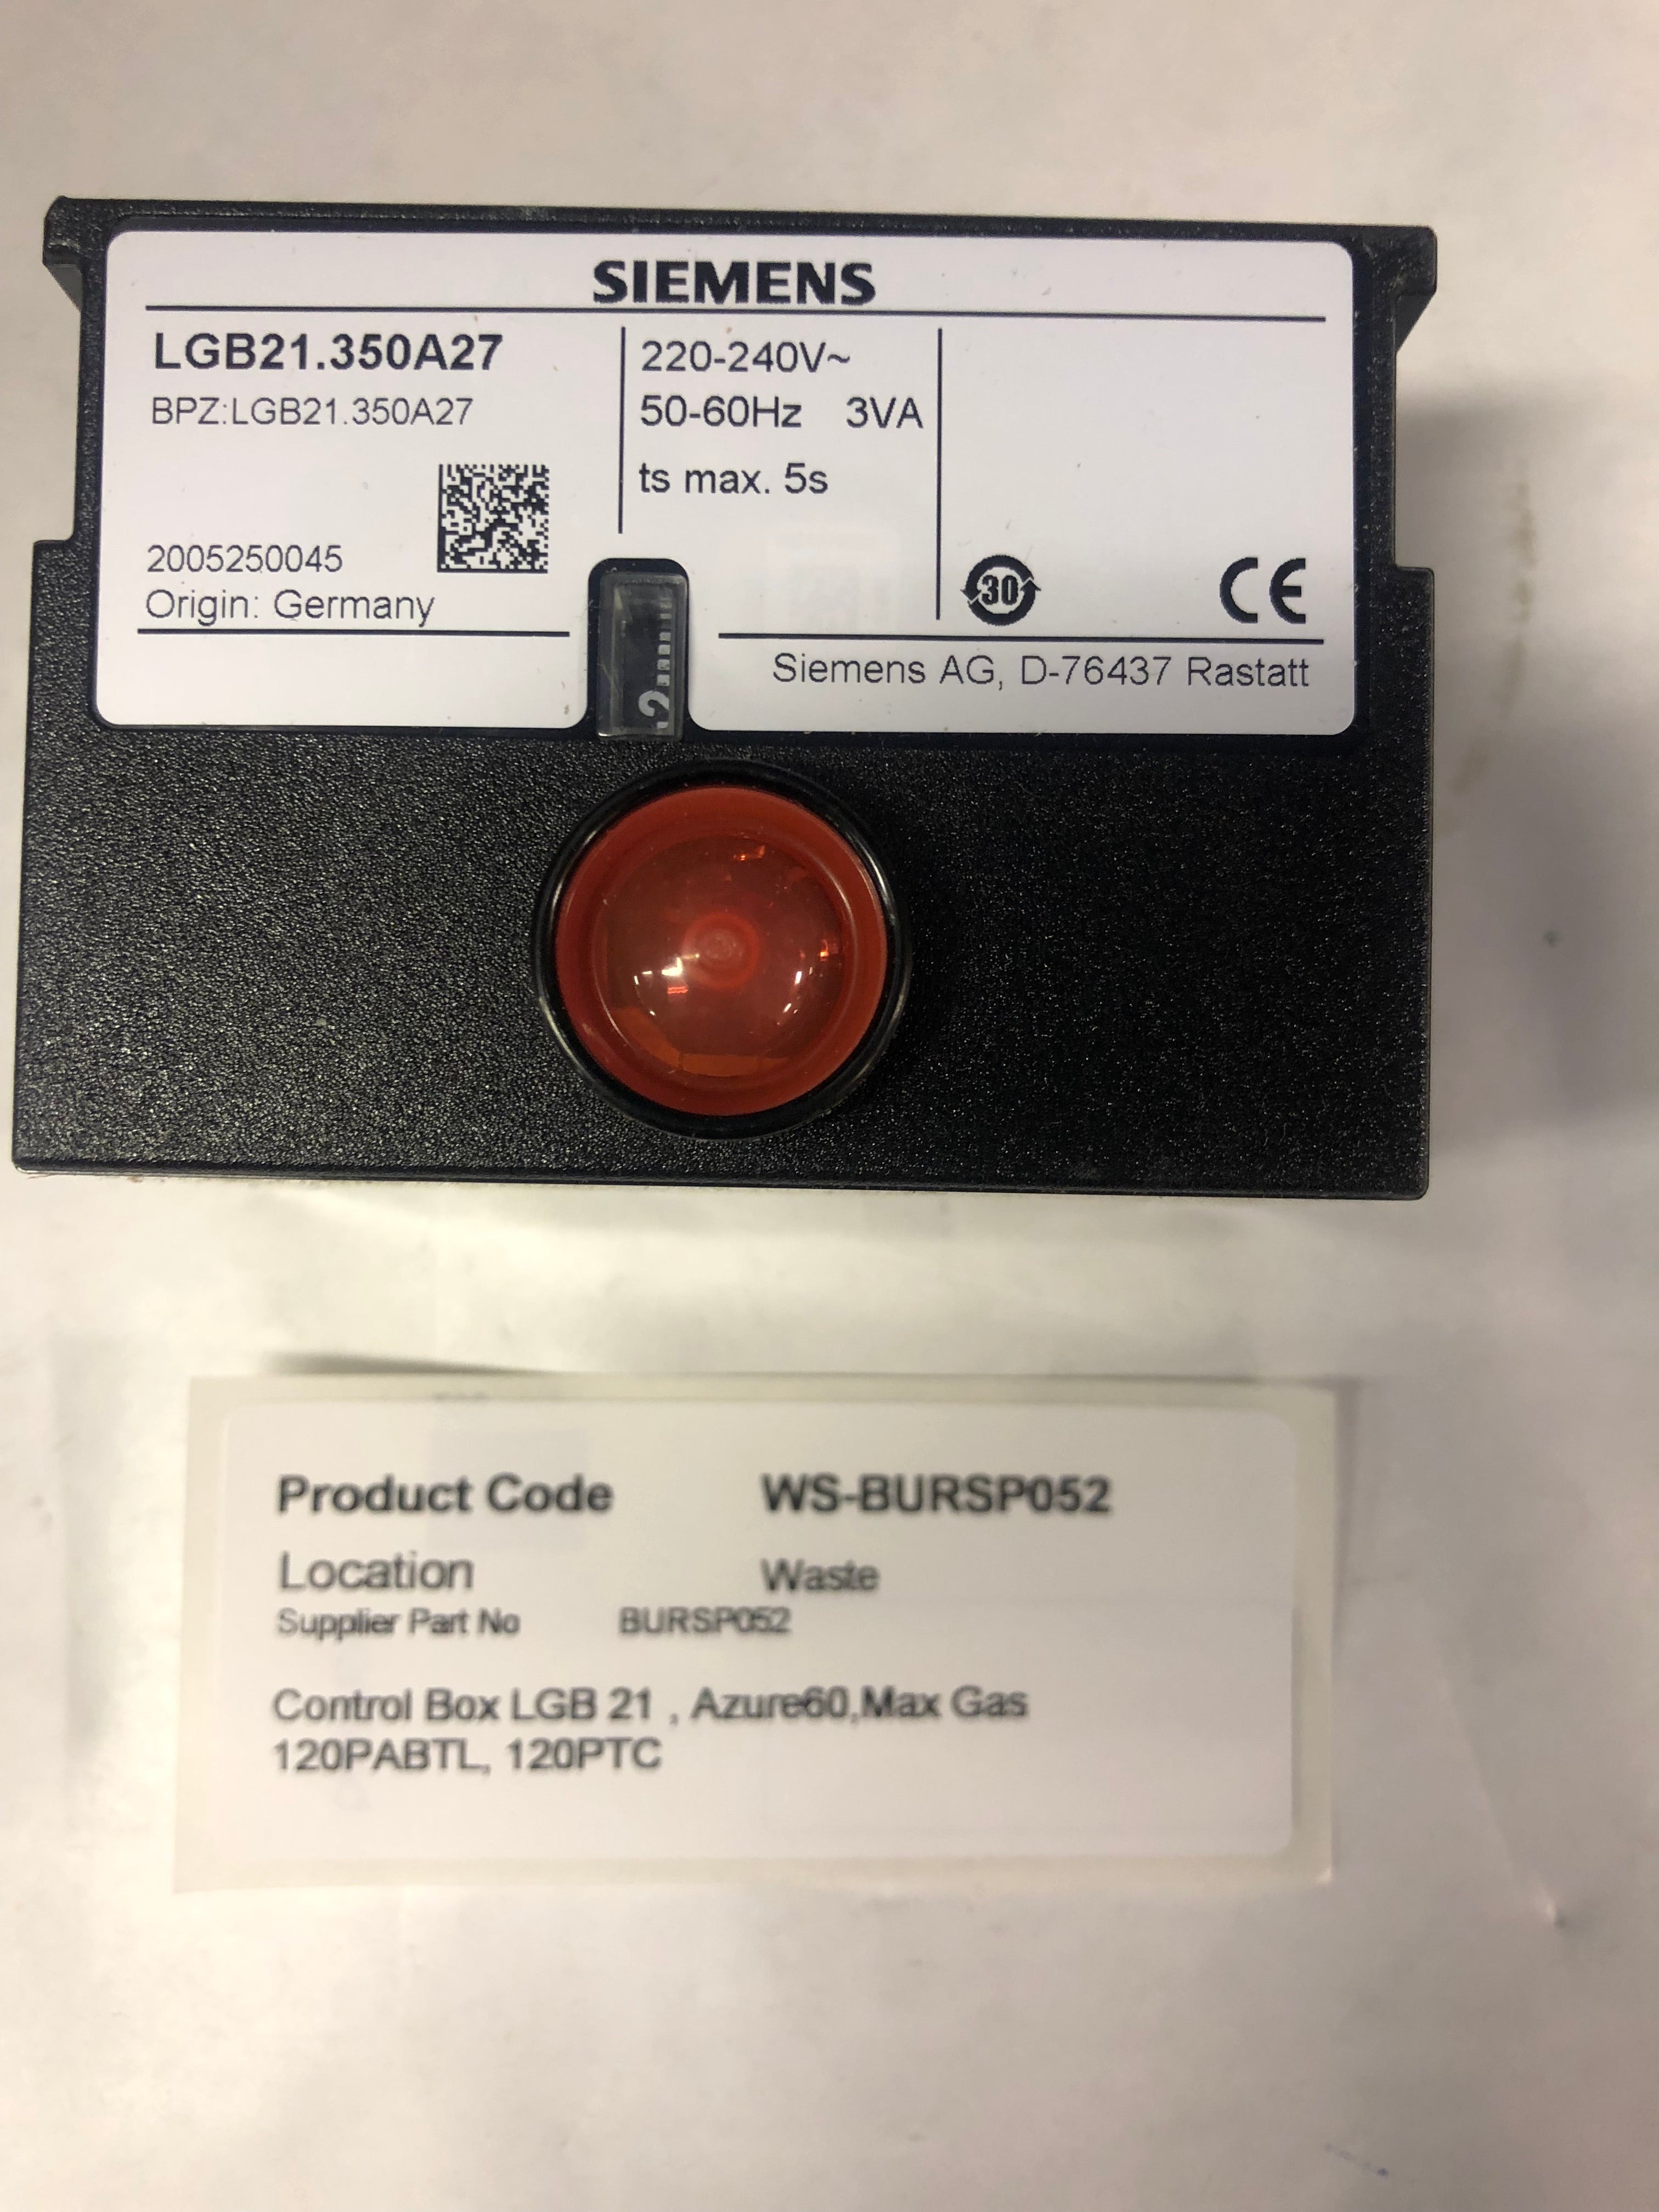 SIEMENS
LGB21.350A27
BPZ:LGB21.350A27
2005250045
Origin: Germany
220-240V~
50-60Hz 3VA
ts max. 5s
30
CE
Siemens AG, D-76437 Rastatt
2
Product Code WS-BURSP052
Location Waste
Supplier Part No BURSP052
Control Box LGB 21 , Azure60,Max Gas
120PABTL, 120PTC